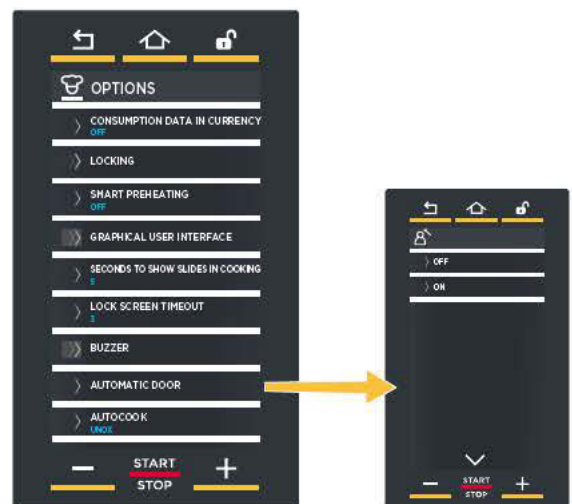 OPTIONS
CONSUMPTION DATA IN CURRENCY
OFF
LOCKING
SMART PREHEATING
OFF
GRAPHICAL USER INTERFACE
SECONDS TO SHOW SLIDES IN COOKING
5
LOCK SCREEN TIMEOUT
3
BUZZER
AUTOMATIC DOOR
AUTOCOOK
UNOX
START
STOP
OFF
ON
START
STOP